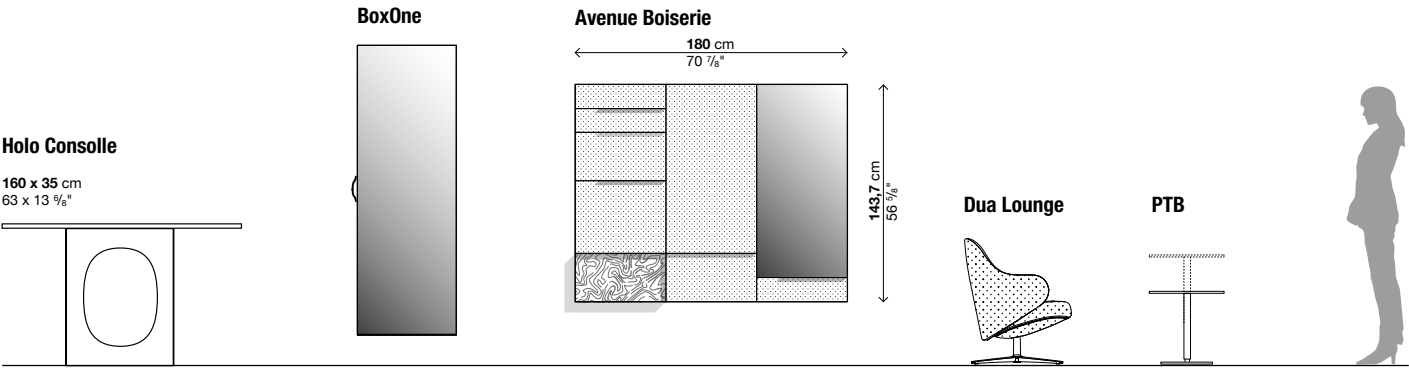 BoxOne
Avenue Boiserie
180 cm
70 ⁷/₈"
Holo Consolle
160 x 35 cm
63 x 13 ⁶/₈"
143,7 cm
56 ⁵/₈"
Dua Lounge
PTB